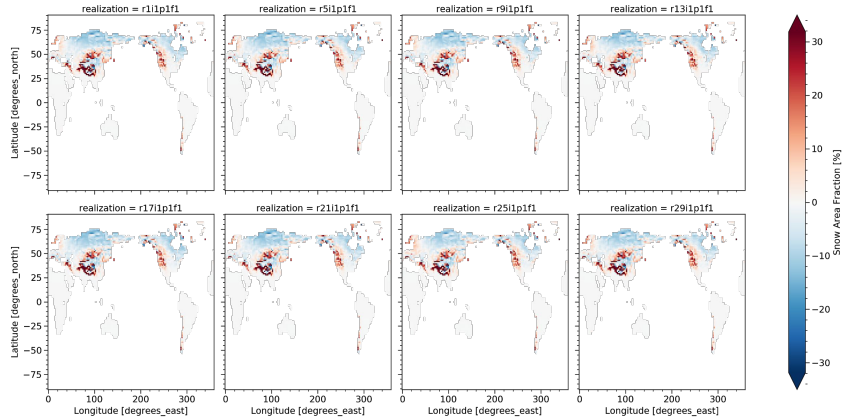 realization = r1i1p1f1
realization = r5i1p1f1
realization = r9i1p1f1
realization = r13i1p1f1
Latitude [degrees_north]
75
50
25
0
−25
−50
−75
realization = r17i1p1f1
realization = r21i1p1f1
realization = r25i1p1f1
realization = r29i1p1f1
Latitude [degrees_north]
75
50
25
0
−25
−50
−75
0 100 200 300
0 100 200 300
0 100 200 300
0 100 200 300
Longitude [degrees_east]
Longitude [degrees_east]
Longitude [degrees_east]
Longitude [degrees_east]
30
20
10
0
−10
−20
−30
Snow Area Fraction [%]